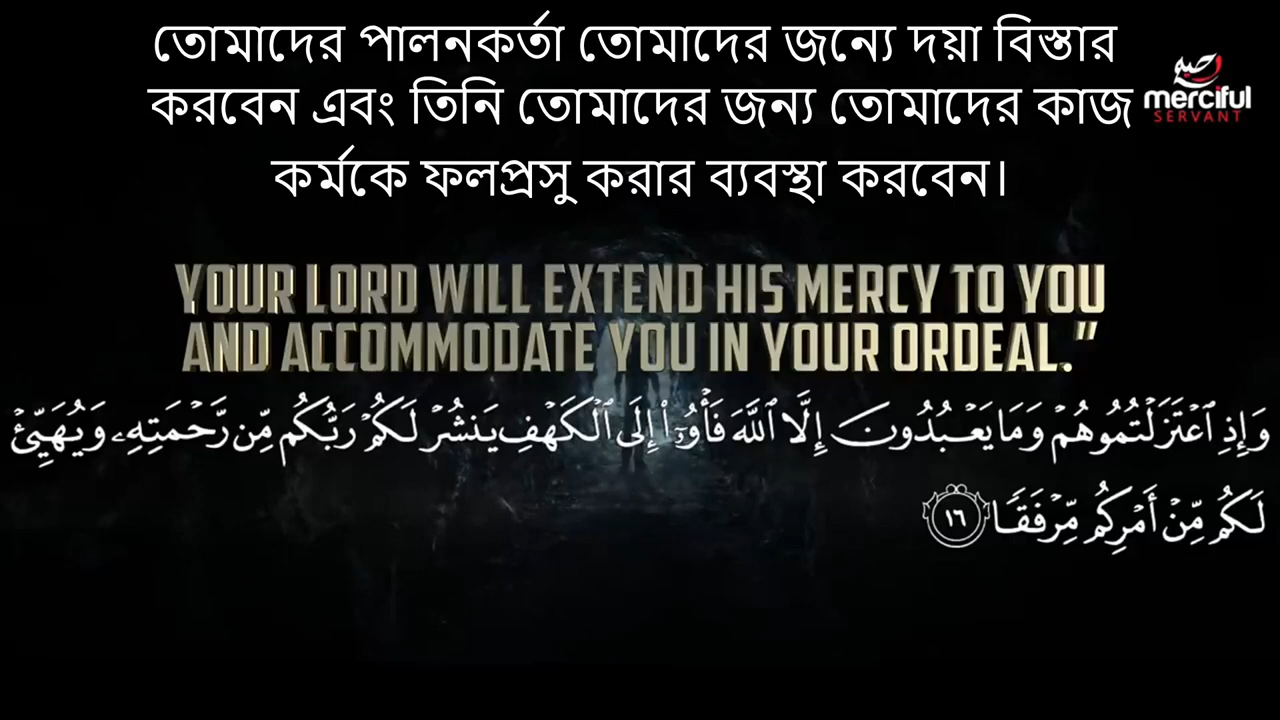 তোমাদের পালনকর্তা তোমাদের জন্যে দয়া বিস্তার
করবেন এবং তিনি তোমাদের জন্য তোমাদের কাজ
কর্মকে ফলপ্রসু করার ব্যবস্থা করবেন।
merciful
SERVANT
YOUR LORD WILL EXTEND HIS MERCY TO YOU
AND ACCOMMODATE YOU IN YOUR ORDEAL.”
وَإِذِ ٱعۡتَزَلۡتُمُوهُمۡ وَمَا يَعۡبُدُونَ إِلَّا ٱللَّهَ فَأۡوُۥٓاْ إِلَى ٱلۡكَهۡفِ يَنشُرۡ لَكُمۡ رَبُّكُم مِّن رَّحۡمَتِهِۦ وَيُهَيِّئۡ
لَكُم مِّنۡ أَمۡرِكُم مِّرۡفَقٗا ١٦